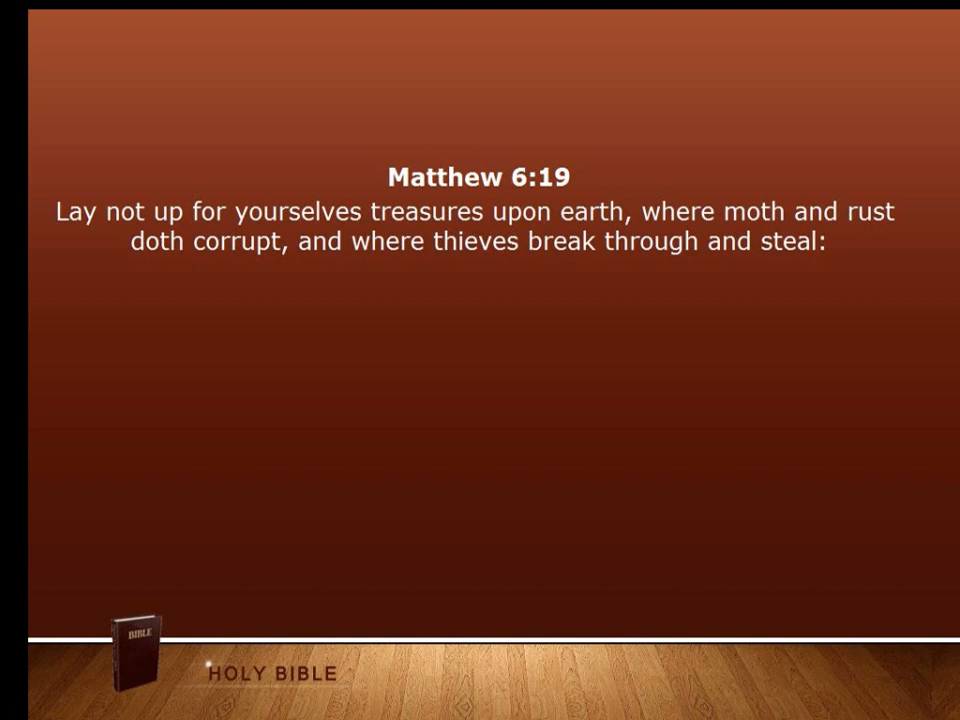 Matthew 6:19
Lay not up for yourselves treasures upon earth, where moth and rust
doth corrupt, and where thieves break through and steal:
BIBLE
HOLY BIBLE